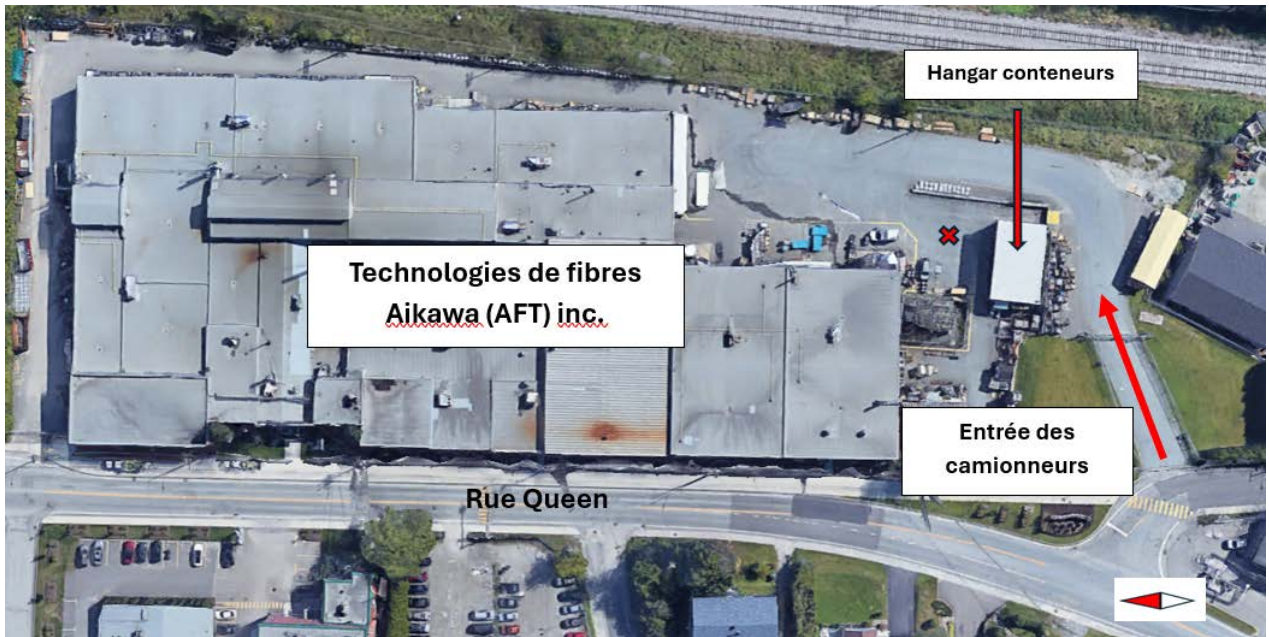 Hangar conteneurs
Technologies de fibres
Aikawa (AFT) inc.
Entrée des
camionneurs
Rue Queen